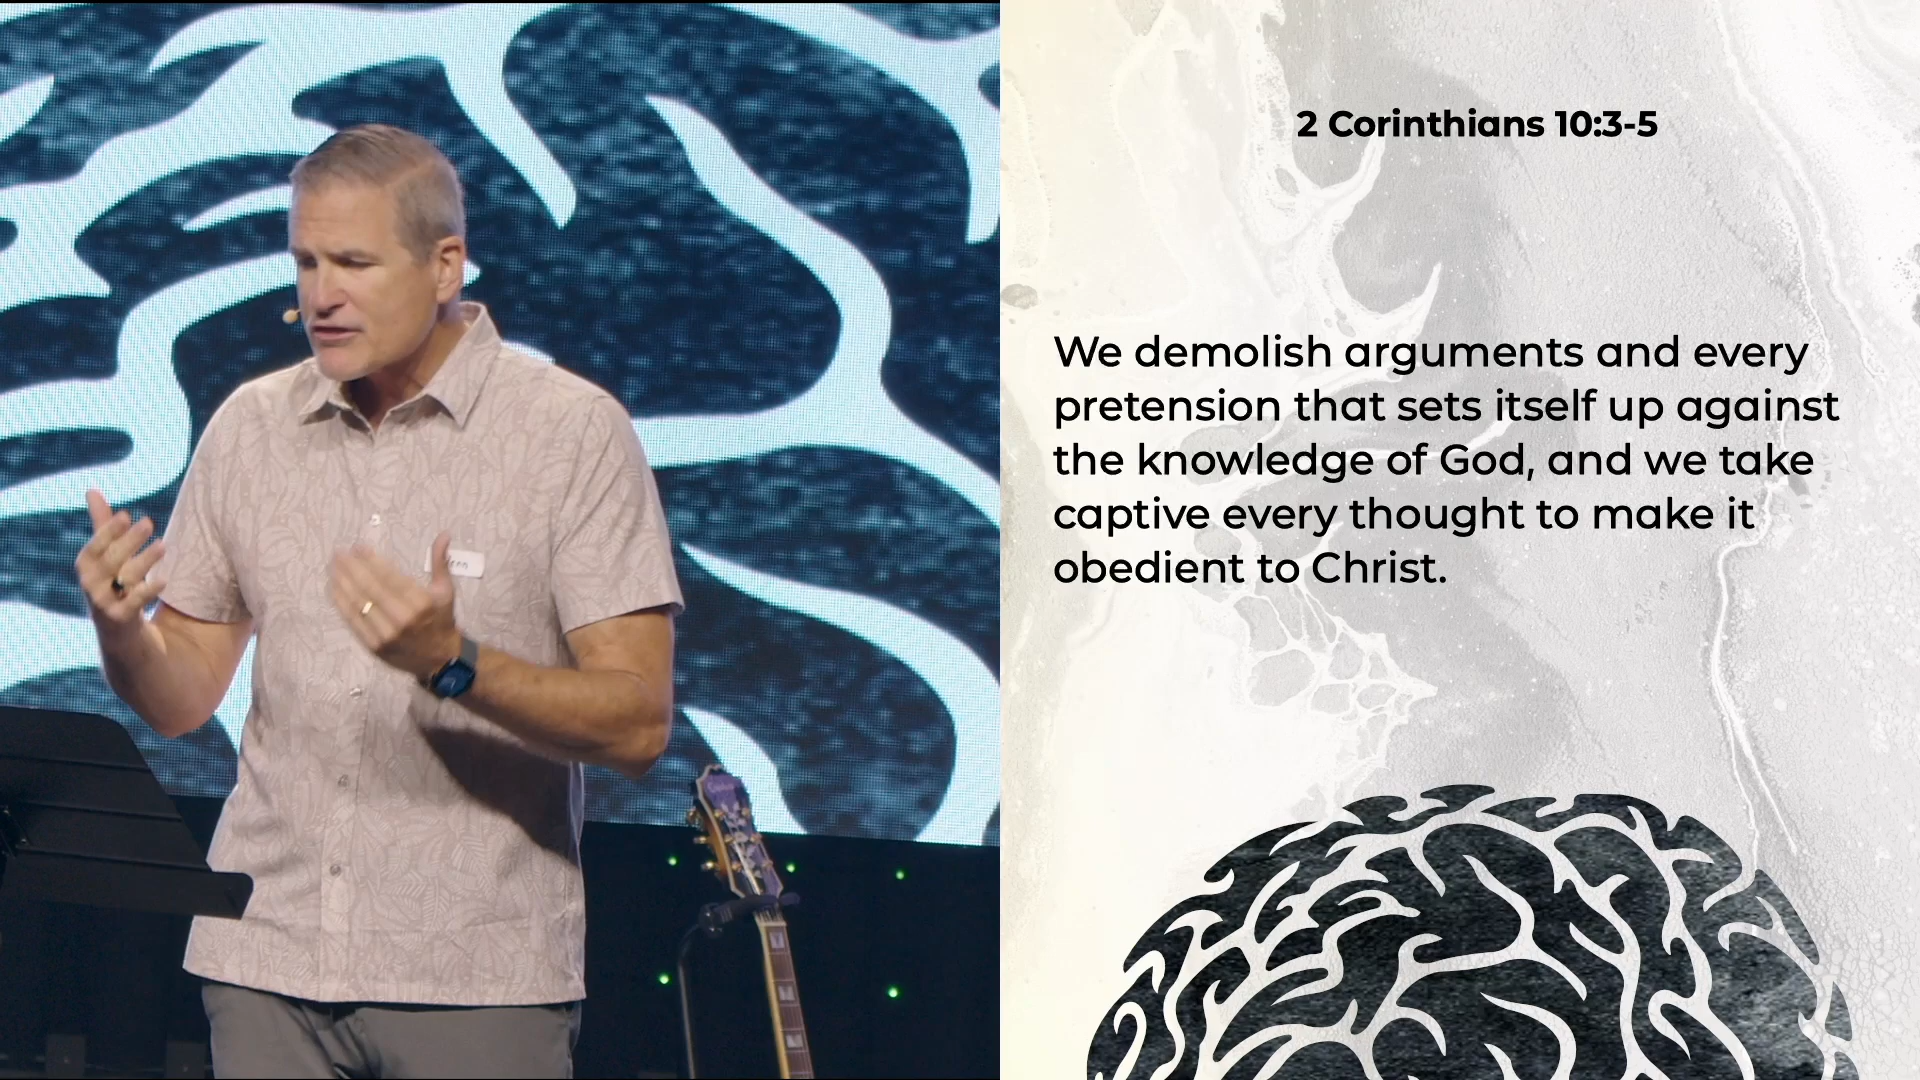 2 Corinthians 10:3-5
We demolish arguments and every
pretension that sets itself up against
the knowledge of God, and we take
captive every thought to make it
obedient to Christ.